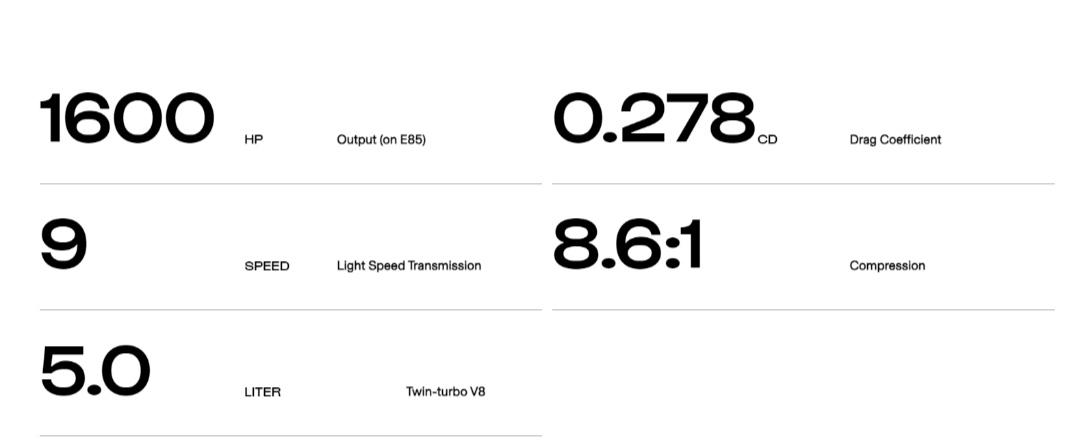 1600 HP Output (on E85)
0.278 CD Drag Coefficient
9 SPEED Light Speed Transmission
8.6:1 Compression
5.0 LITER Twin-turbo V8